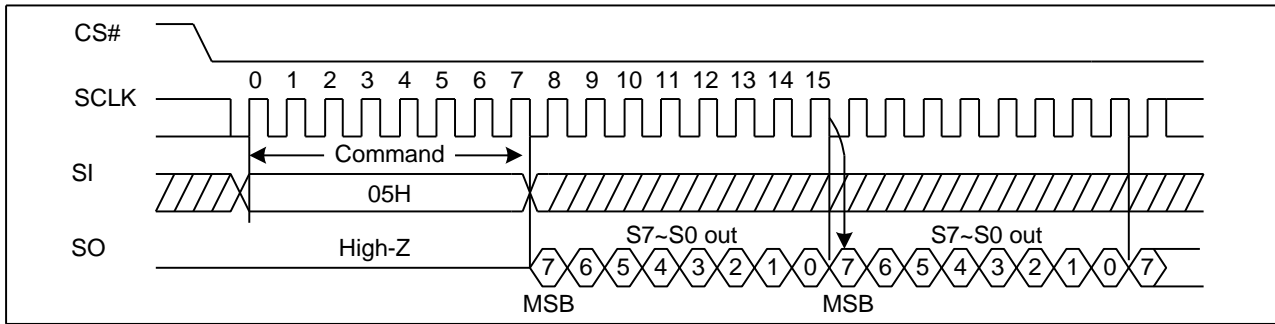 CS#
0 1 2 3 4 5 6 7 8 9 10 11 12 13 14 15
SCLK
Command
SI
05H
S7~S0 out S7~S0 out
SO High-Z
7 6 5 4 3 2 1 0 7 6 5 4 3 2 1 0 7
MSB MSB